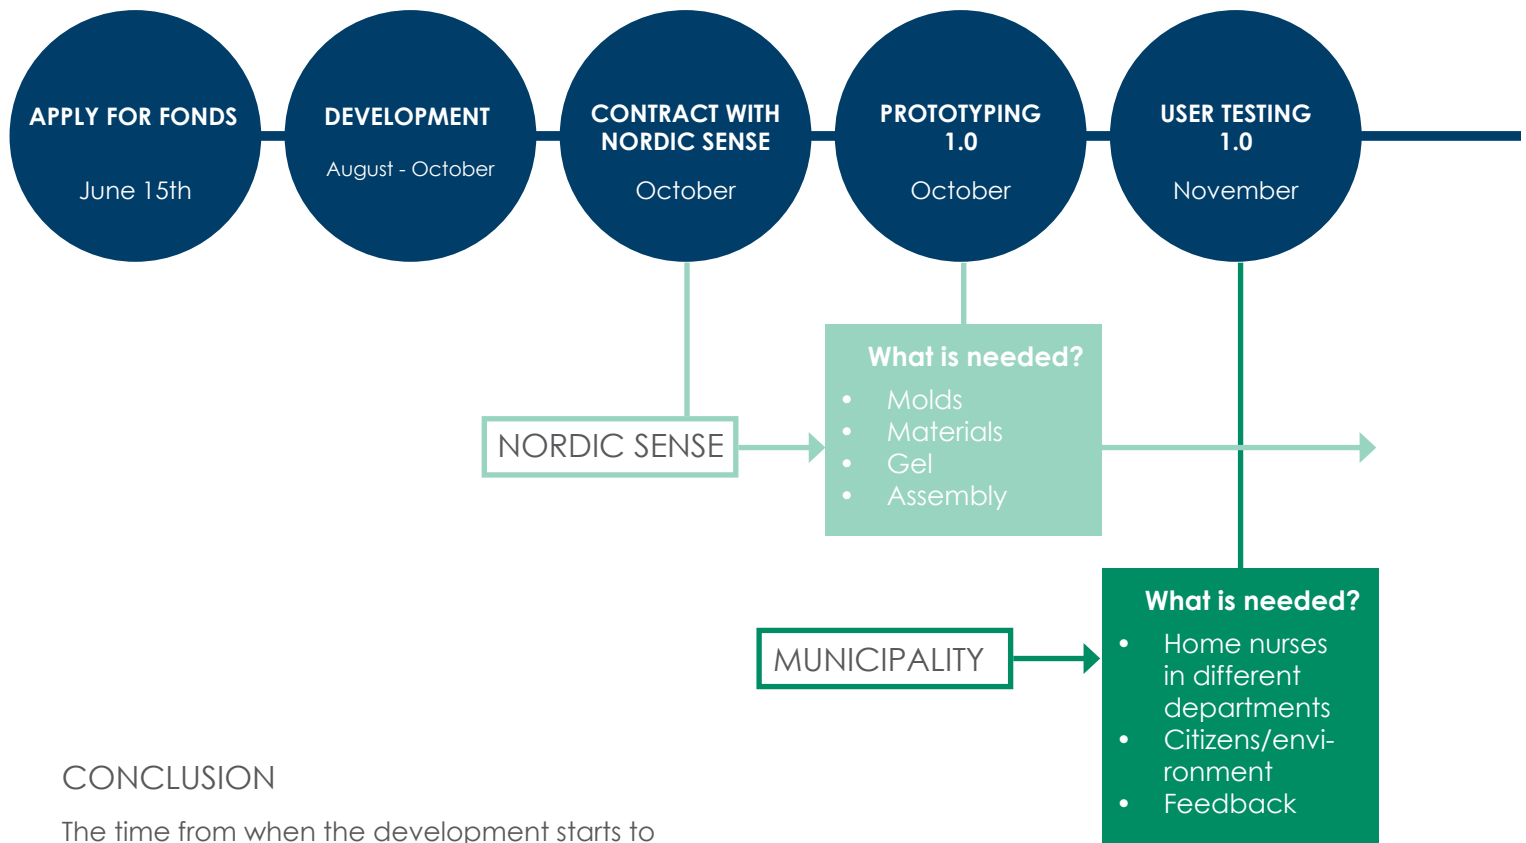 APPLY FOR FONDS
June 15th
DEVELOPMENT
August - October
CONTRACT WITH
NORDIC SENSE
October
PROTOTYPING
1.0
October
USER TESTING
1.0
November
What is needed?
• Molds
• Materials
• Gel
• Assembly
NORDIC SENSE
What is needed?
• Home nurses
in different
departments
• Citizens/envi-
ronment
• Feedback
MUNICIPALITY
CONCLUSION
The time from when the development starts to